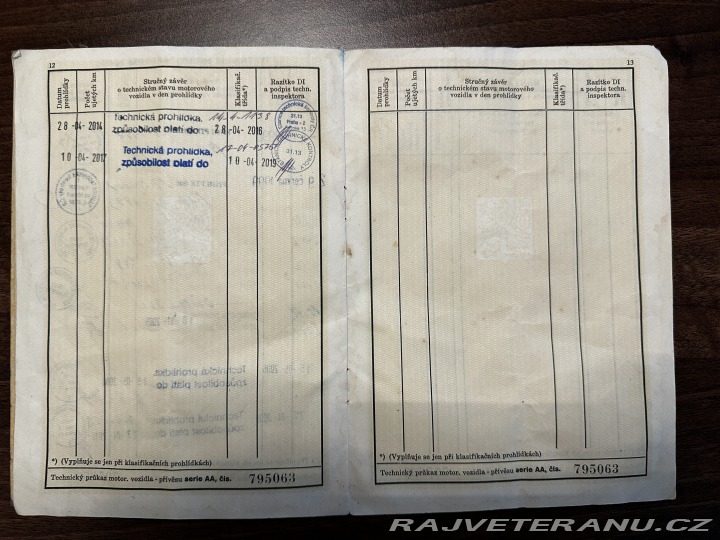 12
Datum prohlídky
Počet ujetých km
Stručný závěr
o technickém stavu motorového
vozidla v den prohlídky
Klasifikač. třída*)
Razítko DI
a podpis techn.
inspektora
28 -04- 2014
Technická prohlídka,
způsobilost platí do
28 -04- 2016
31.13
10 -04- 2017
Technická prohlídka,
způsobilost platí do
10 -04- 2019
31.13
*) (Vyplňuje se jen při klasifikačních prohlídkách)
Technický průkaz motor. vozidla - přívěsu serie AA, čís. 795063
13
Datum prohlídky
Počet ujetých km
Stručný závěr
o technickém stavu motorového
vozidla v den prohlídky
Klasifikač. třída*)
Razítko DI
a podpis techn.
inspektora
*) (Vyplňuje se jen při klasifikačních prohlídkách)
Technický průkaz motor. vozidla - přívěsu serie AA, čís. 795063
RAJVETERANU.CZ